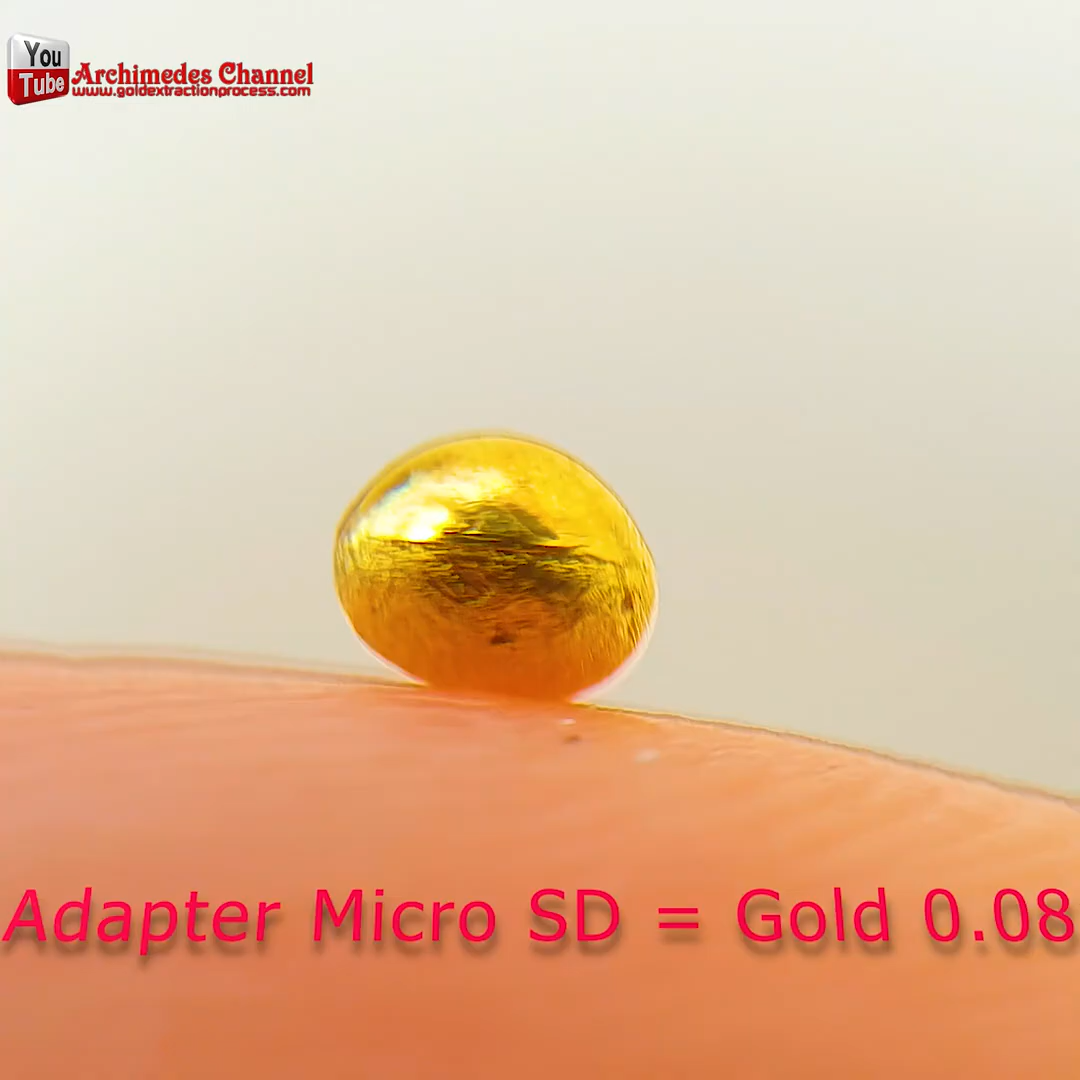 You
Tube
Archimedes Channel
www.goldextractionprocess.com
Adapter Micro SD = Gold 0.08